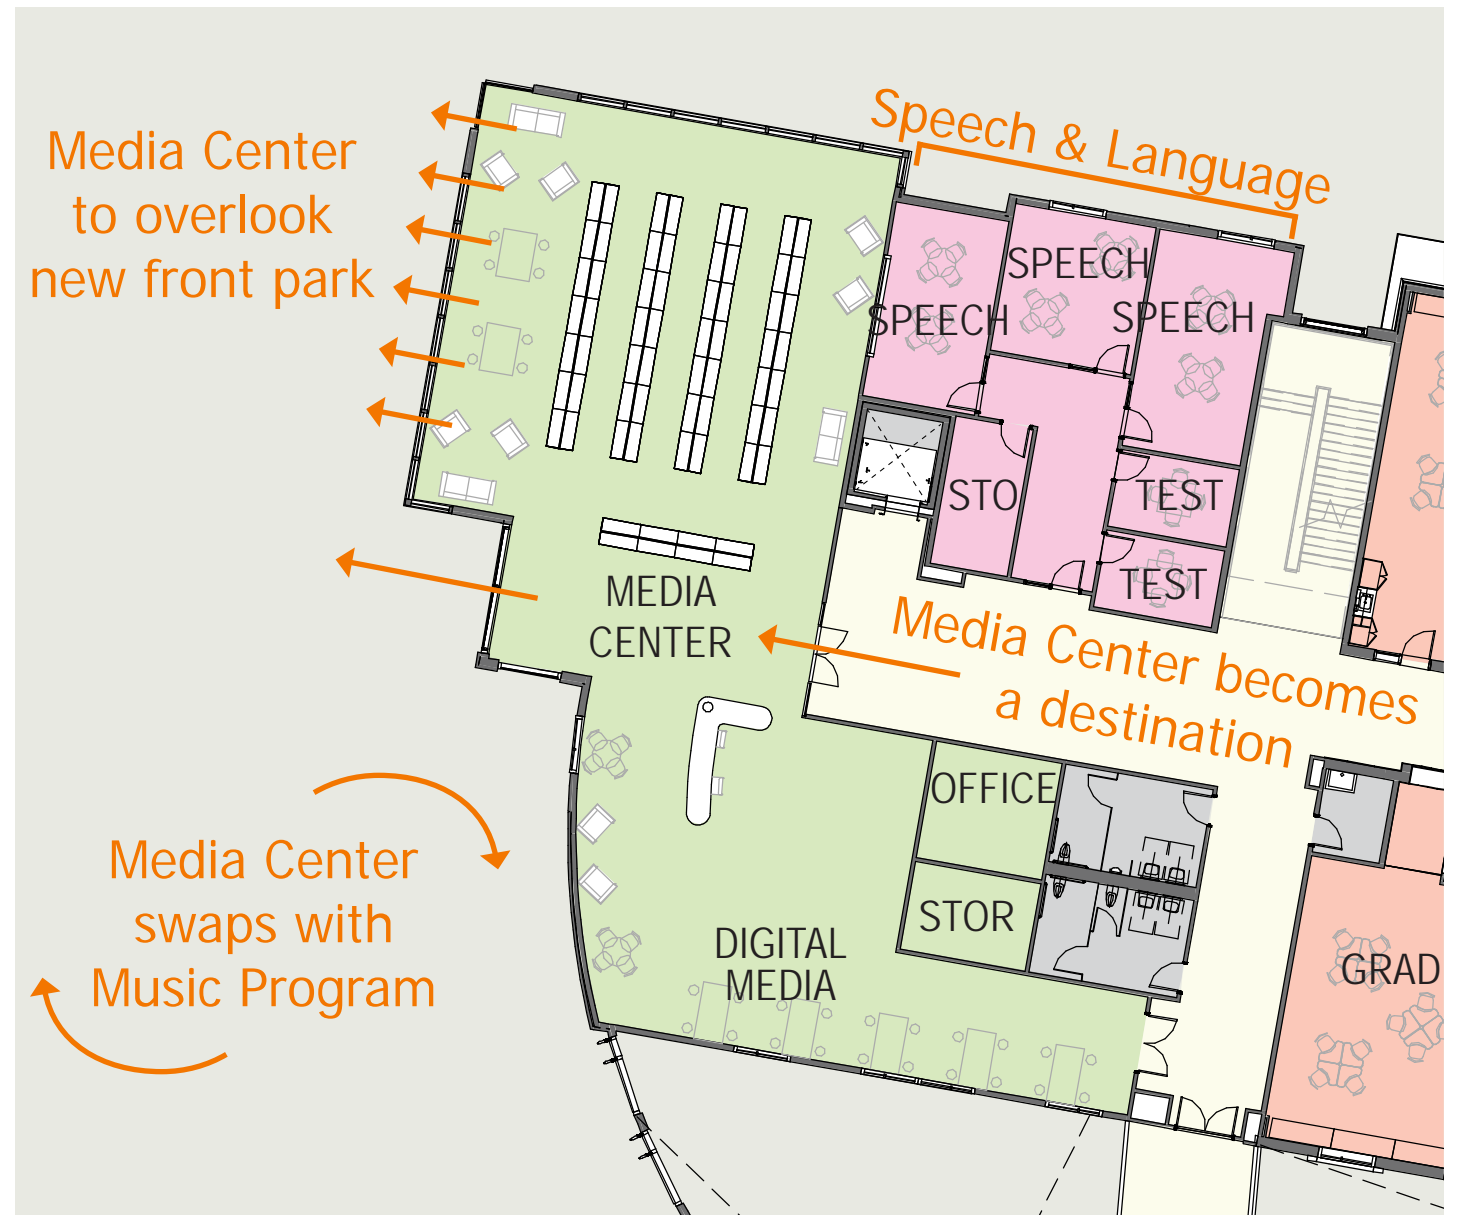 Speech & Language
Media Center
to overlook
new front park
SPEECH
SPEECH
SPEECH
STO
TEST
TEST
MEDIA
CENTER
Media Center becomes
a destination
OFFICE
STOR
Media Center
swaps with
Music Program
DIGITAL
MEDIA
GRAD